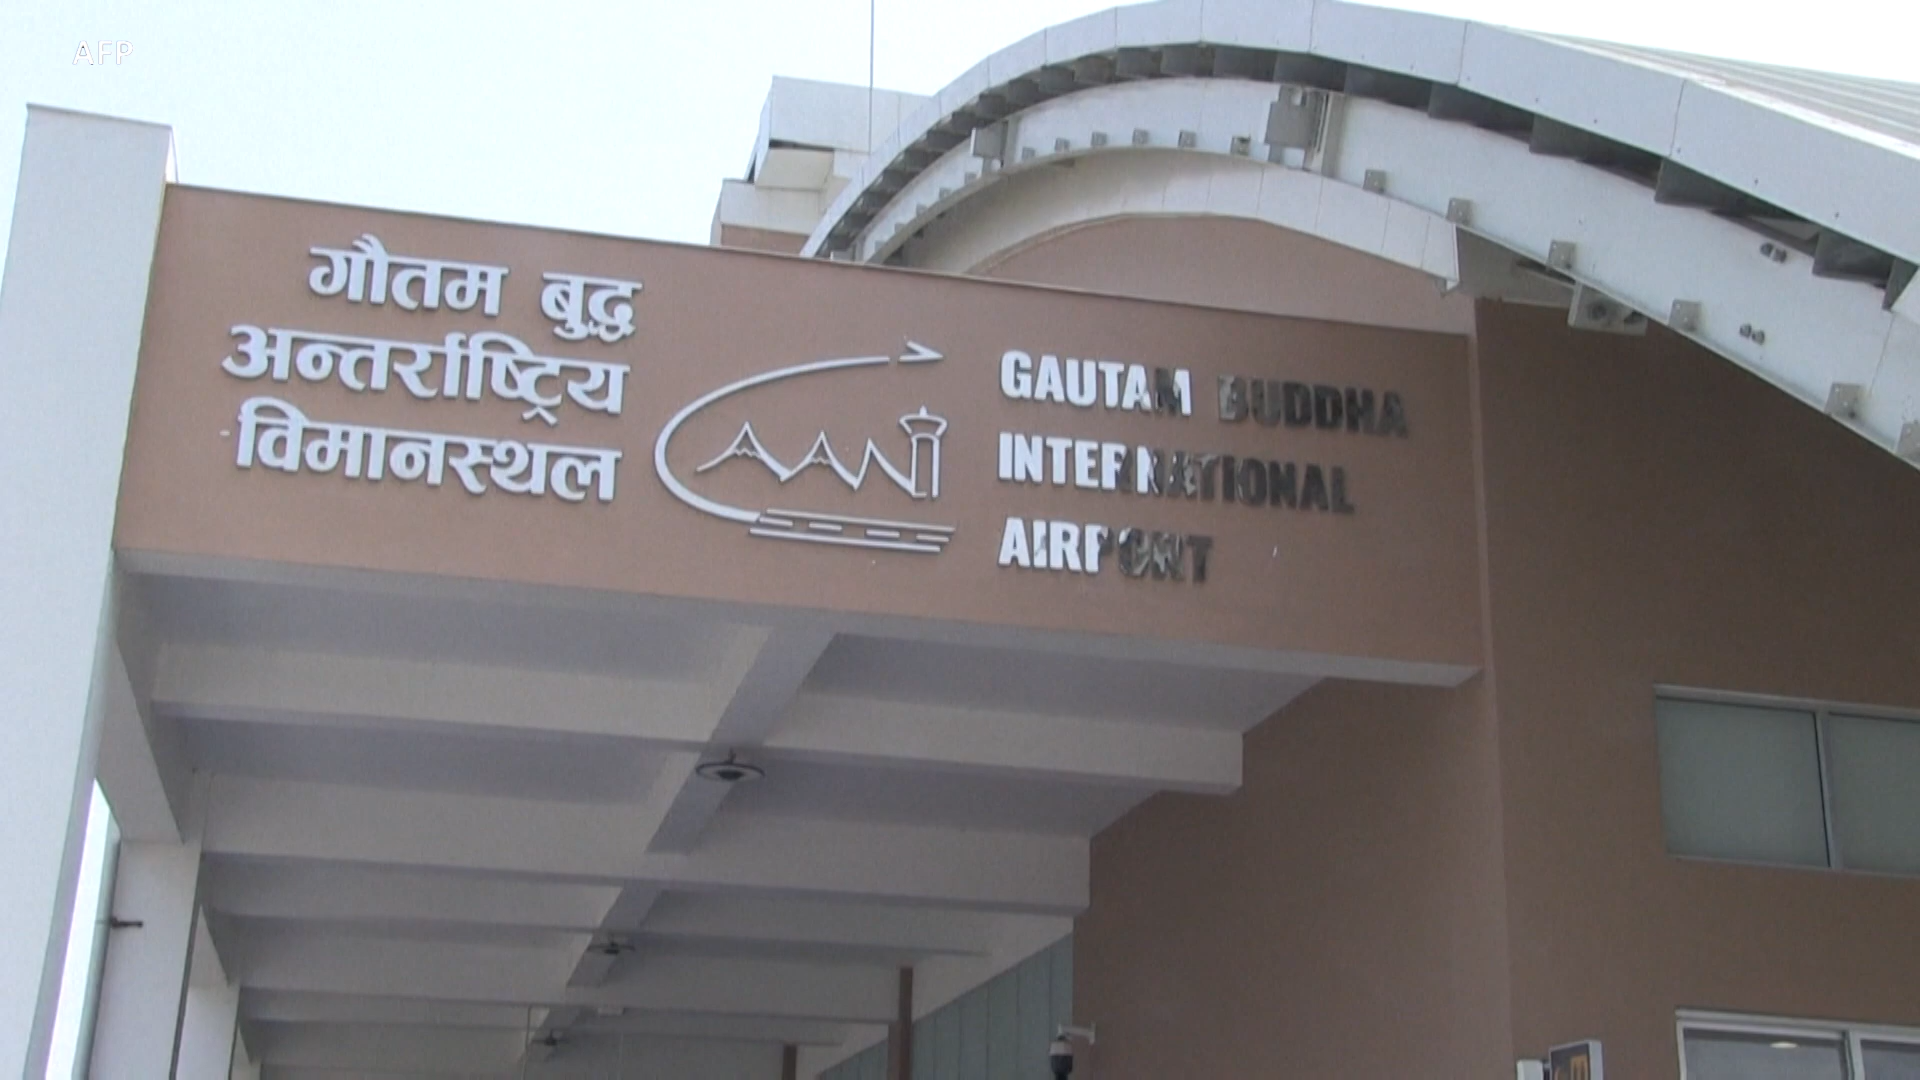 AFP
गौतम बुद्ध
अन्तर्राष्ट्रिय
विमानस्थल
GAUTAM BUDDHA
INTERNATIONAL
AIRPORT